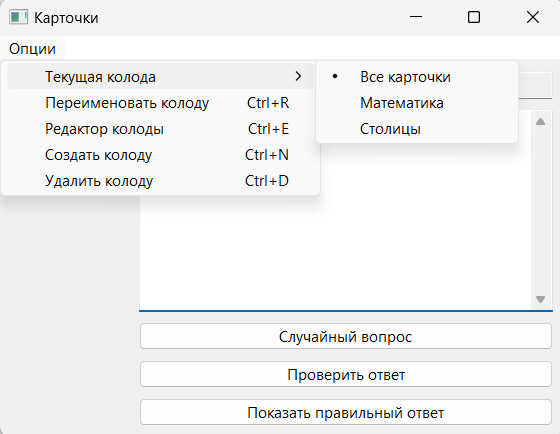 Карточки
Опции
Текущая колода
Переименовать колоду Ctrl+R
Редактор колоды Ctrl+E
Создать колоду Ctrl+N
Удалить колоду Ctrl+D
Все карточки
Математика
Столицы
Случайный вопрос
Проверить ответ
Показать правильный ответ